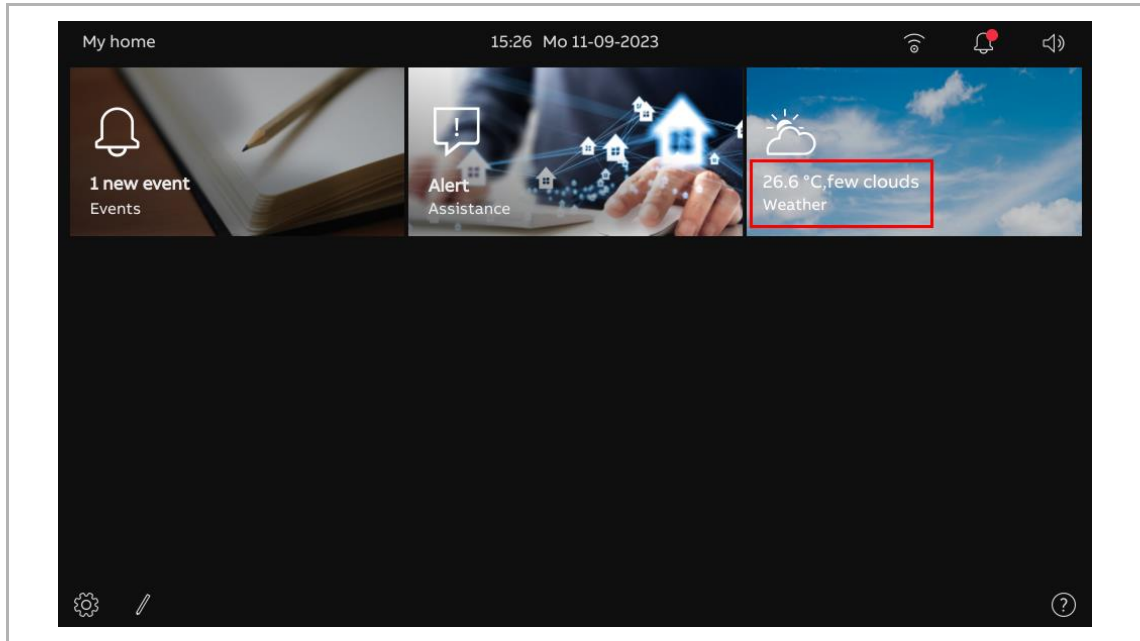 My home
15:26 Mo 11-09-2023
1 new event
Events
Alert
Assistance
26.6 °C,few clouds
Weather